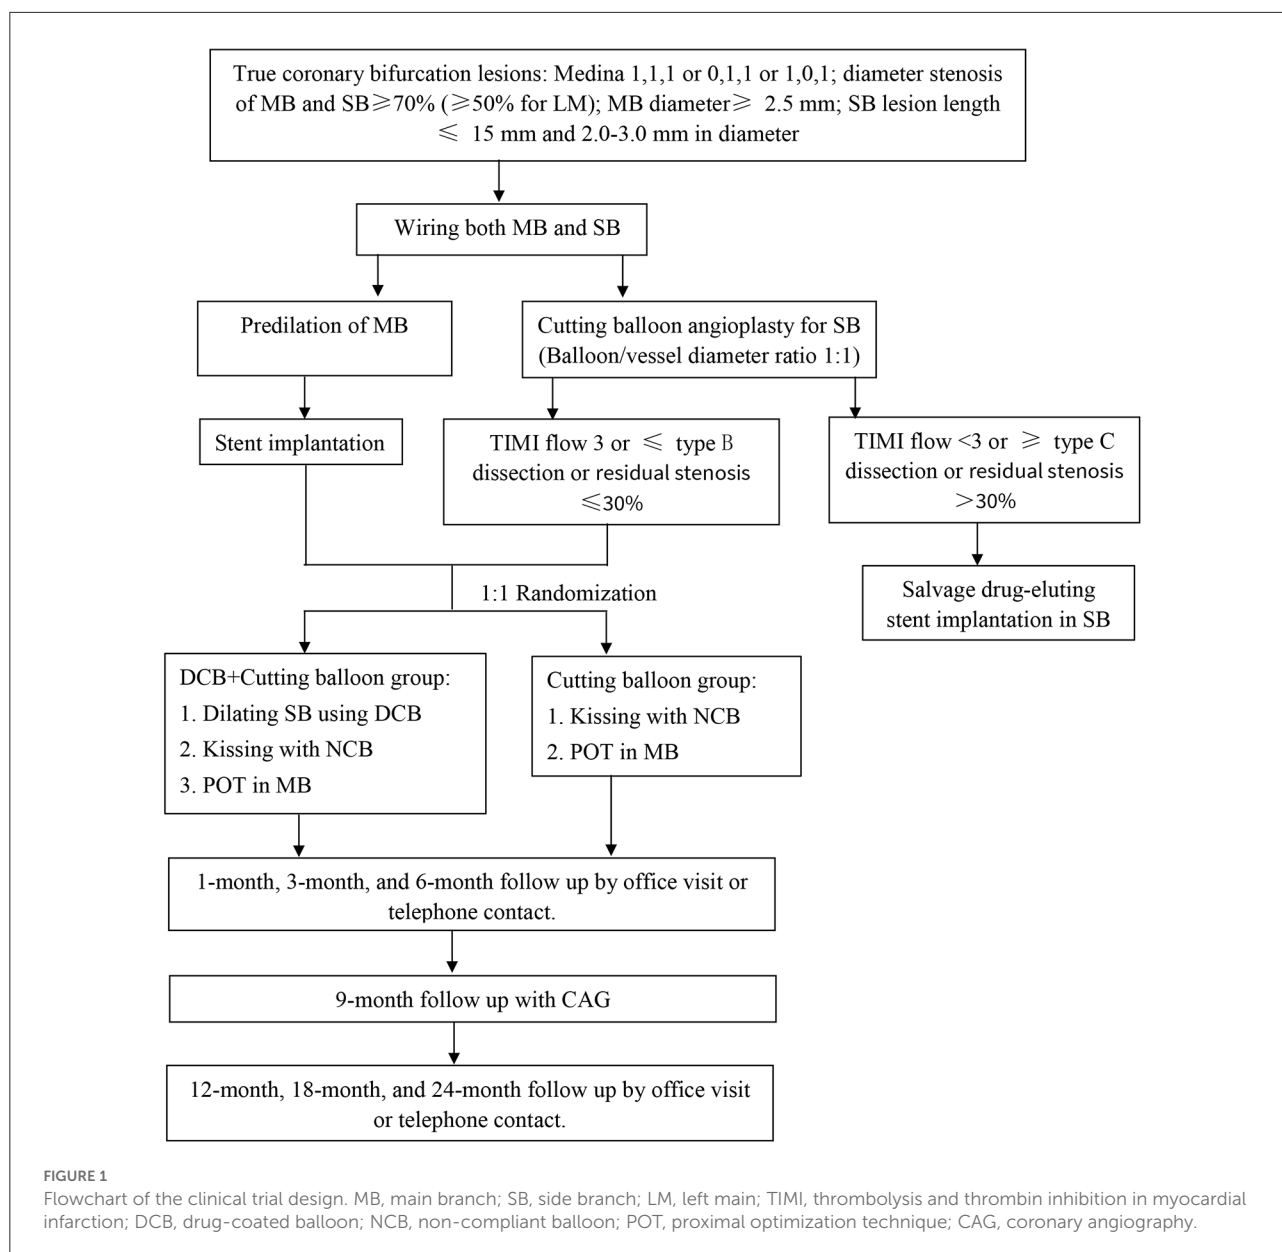 True coronary bifurcation lesions: Medina 1,1,1 or 0,1,1 or 1,0,1; diameter stenosis
of MB and SB≥70% (≥50% for LM); MB diameter≥ 2.5 mm; SB lesion length
≤ 15 mm and 2.0-3.0 mm in diameter
Wiring both MB and SB
Predilation of MB
Cutting balloon angioplasty for SB
(Balloon/vessel diameter ratio 1:1)
Stent implantation
TIMI flow 3 or ≤ type B
dissection or residual stenosis
≤30%
TIMI flow <3 or ≥ type C
dissection or residual stenosis
>30%
Salvage drug-eluting
stent implantation in SB
1:1 Randomization
DCB+Cutting balloon group:
1. Dilating SB using DCB
2. Kissing with NCB
3. POT in MB
Cutting balloon group:
1. Kissing with NCB
2. POT in MB
1-month, 3-month, and 6-month follow up by office visit or
telephone contact.
9-month follow up with CAG
12-month, 18-month, and 24-month follow up by office visit
or telephone contact.
FIGURE 1
Flowchart of the clinical trial design. MB, main branch; SB, side branch; LM, left main; TIMI, thrombolysis and thrombin inhibition in myocardial
infarction; DCB, drug-coated balloon; NCB, non-compliant balloon; POT, proximal optimization technique; CAG, coronary angiography.